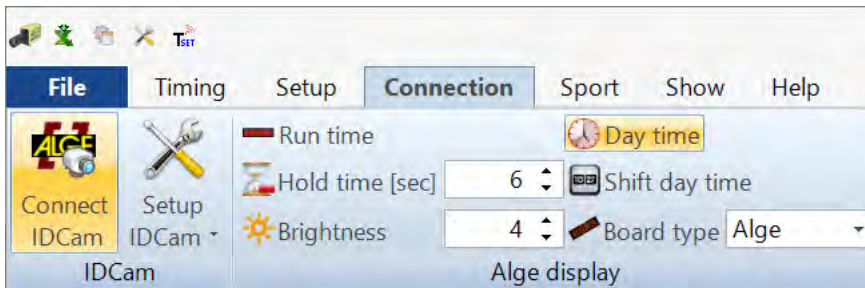 TSET
File Timing Setup Connection Sport Show Help
ALGE
Connect IDCam
Setup IDCam
IDCam
Run time
Day time
Hold time [sec] 6
Shift day time
Brightness 4
Board type Alge
Alge display